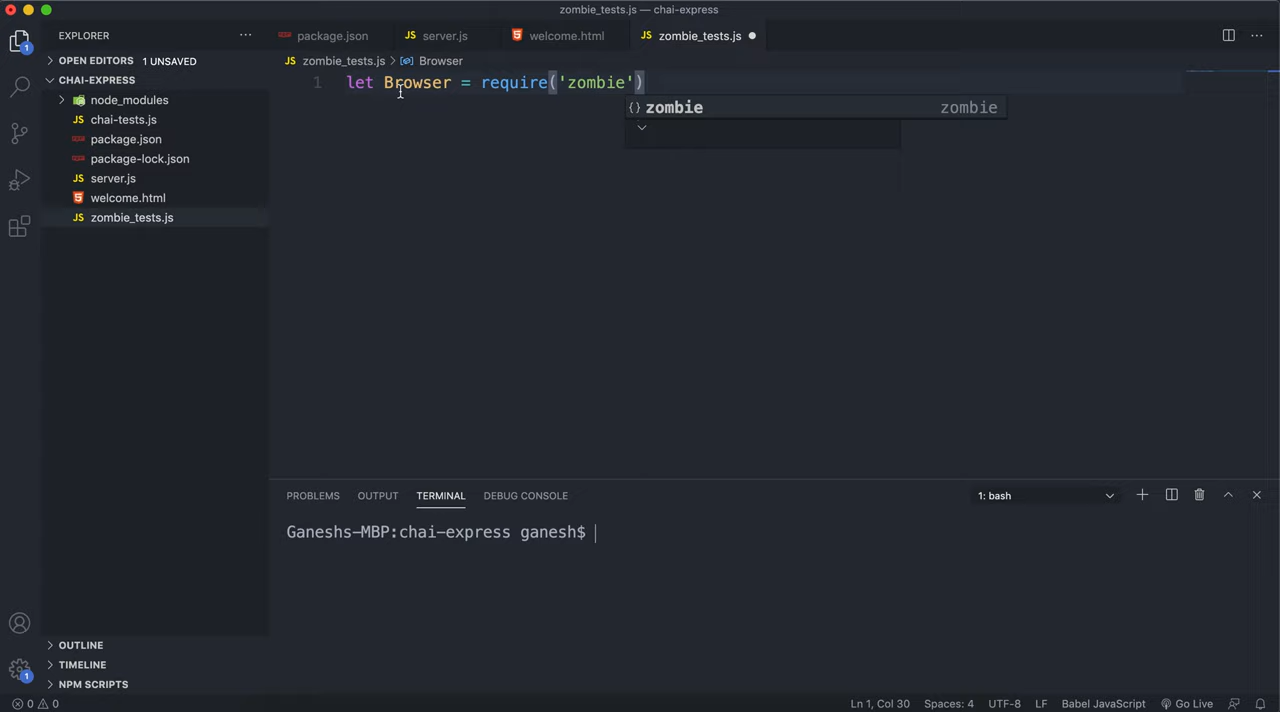 zombie_tests.js — chai-express
EXPLORER
package.json
server.js
welcome.html
zombie_tests.js
OPEN EDITORS 1 UNSAVED
zombie_tests.js > Browser
CHAI-EXPRESS
1 let Browser = require('zombie')
node_modules
zombie zombie
chai-tests.js
package.json
package-lock.json
server.js
welcome.html
zombie_tests.js
PROBLEMS OUTPUT TERMINAL DEBUG CONSOLE 1: bash
Ganeshs-MBP:chai-express ganesh$
OUTLINE
TIMELINE
NPM SCRIPTS
0 0 Ln 1, Col 30 Spaces: 4 UTF-8 LF Babel JavaScript Go Live